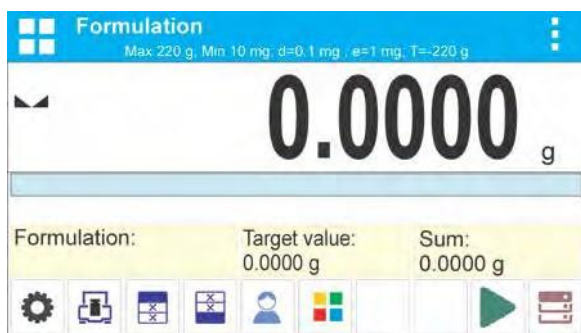 Formulation
Max 220 g; Min 10 mg; d=0.1 mg ; e=1 mg; T=-220 g
0.0000 g
Formulation: Target value: Sum:
0.0000 g 0.0000 g